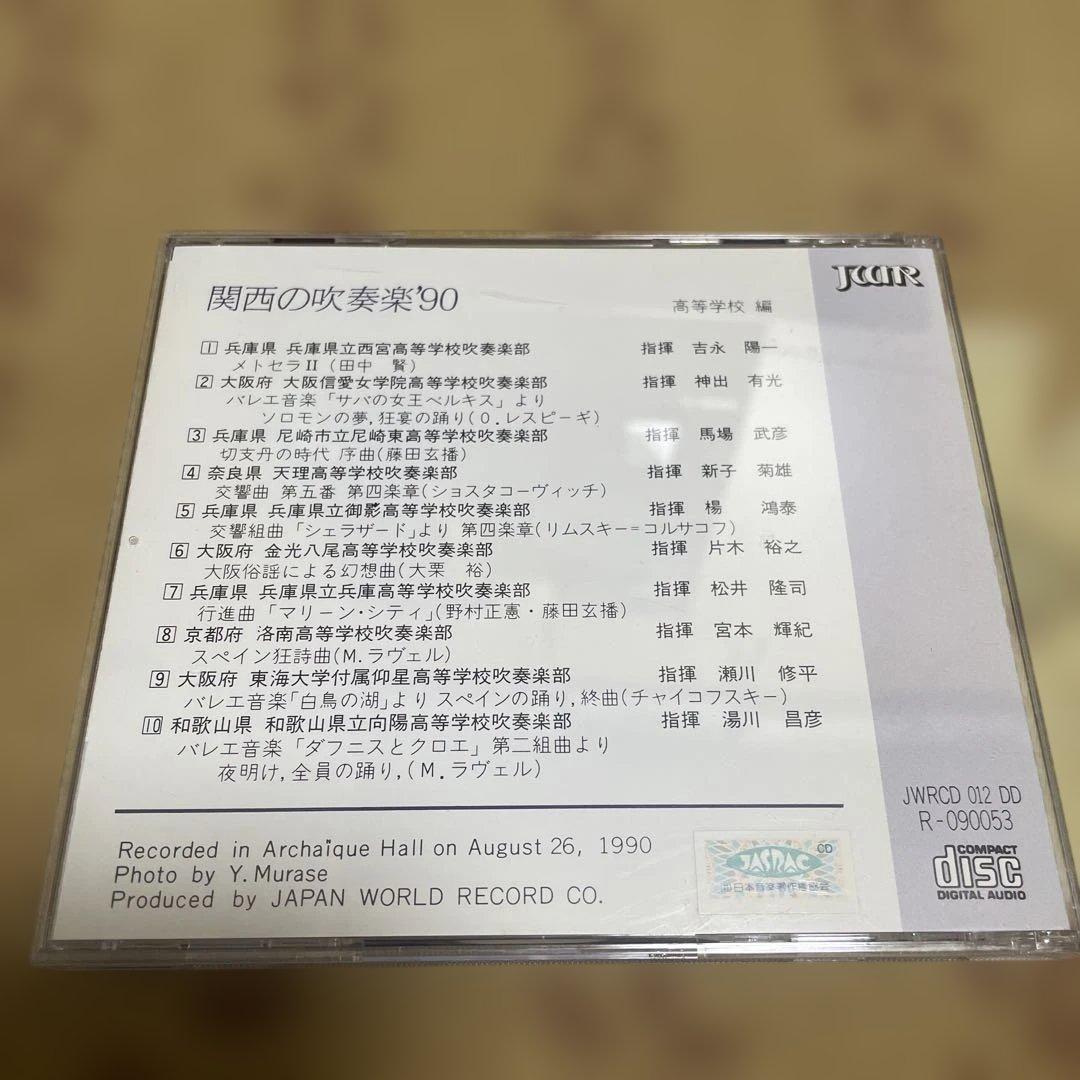 JWR
関西の吹奏楽'90 高等学校 編
1 兵庫県 兵庫県立西宮高等学校吹奏楽部 指揮 吉永 陽一
メトセラⅡ(田中 賢)
2 大阪府 大阪信愛女学院高等学校吹奏楽部 指揮 神出 有光
バレエ音楽「サバの女王ベルキス」より
ソロモンの夢,狂宴の踊り(O.レスピーギ)
3 兵庫県 尼崎市立尼崎東高等学校吹奏楽部 指揮 馬場 武彦
切支丹の時代 序曲(藤田玄播)
4 奈良県 天理高等学校吹奏楽部 指揮 新子 菊雄
交響曲 第五番 第四楽章(ショスタコーヴィッチ)
5 兵庫県 兵庫県立御影高等学校吹奏楽部 指揮 楊 鴻泰
交響組曲「シェラザード」より 第四楽章(リムスキー=コルサコフ)
6 大阪府 金光八尾高等学校吹奏楽部 指揮 片木 裕之
大阪俗謡による幻想曲(大栗 裕)
7 兵庫県 兵庫県立兵庫高等学校吹奏楽部 指揮 松井 隆司
行進曲「マリーン・シティ」(野村正憲・藤田玄播)
8 京都府 洛南高等学校吹奏楽部 指揮 宮本 輝紀
スペイン狂詩曲(M.ラヴェル)
9 大阪府 東海大学付属仰星高等学校吹奏楽部 指揮 瀬川 修平
バレエ音楽「白鳥の湖」より スペインの踊り,終曲(チャイコフスキー)
10 和歌山県 和歌山県立向陽高等学校吹奏楽部 指揮 湯川 昌彦
バレエ音楽「ダフニスとクロエ」第二組曲より
夜明け,全員の踊り,(M.ラヴェル)
JWRCD 012 DD
R-090053
Recorded in Archaïque Hall on August 26, 1990
Photo by Y.Murase
Produced by JAPAN WORLD RECORD CO.
CD
JASRAC
日本音楽著作権協会
COMPACT
disc
DIGITAL AUDIO